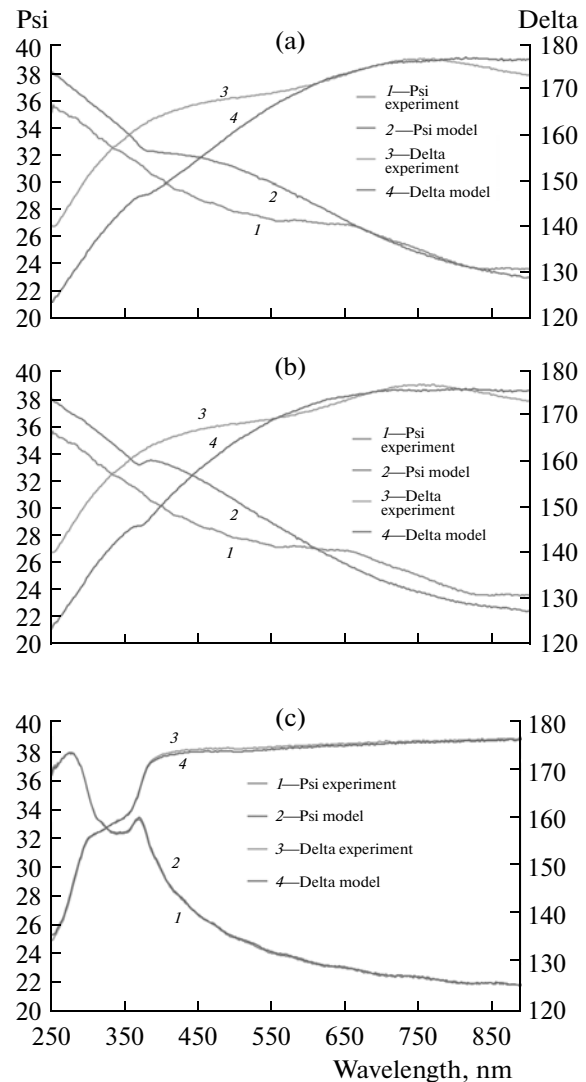 Psi Delta
(a)
40 180
38
36 170
34 160
32
30 150
28
26 140
24 130
22
20 120
3
4
2
1
1—Psi
experiment
2—Psi model
3—Delta
experiment
4—Delta model
(b)
40 180
38
36 170
34 160
32
30 150
28
26 140
24 130
22
20 120
3
4
2
1
1—Psi
experiment
2—Psi model
3—Delta
experiment
4—Delta model
(c)
40 180
38
36 170
34 160
32
30 150
28
26 140
24 130
22
20 120
3
4
2
1
1—Psi experiment
2—Psi model
3—Delta experiment
4—Delta model
250 350 450 550 650 750 850
Wavelength, nm